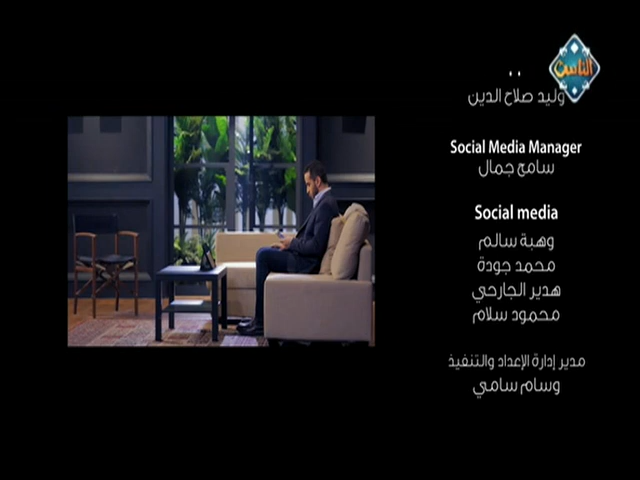 الناس
وليد صلاح الدين
Social Media Manager
سامح جمال
Social media
وهبة سالم
محمد جودة
هدير الجارحي
محمود سلام
مدير إدارة الإعداد والتنفيذ
وسام سامي